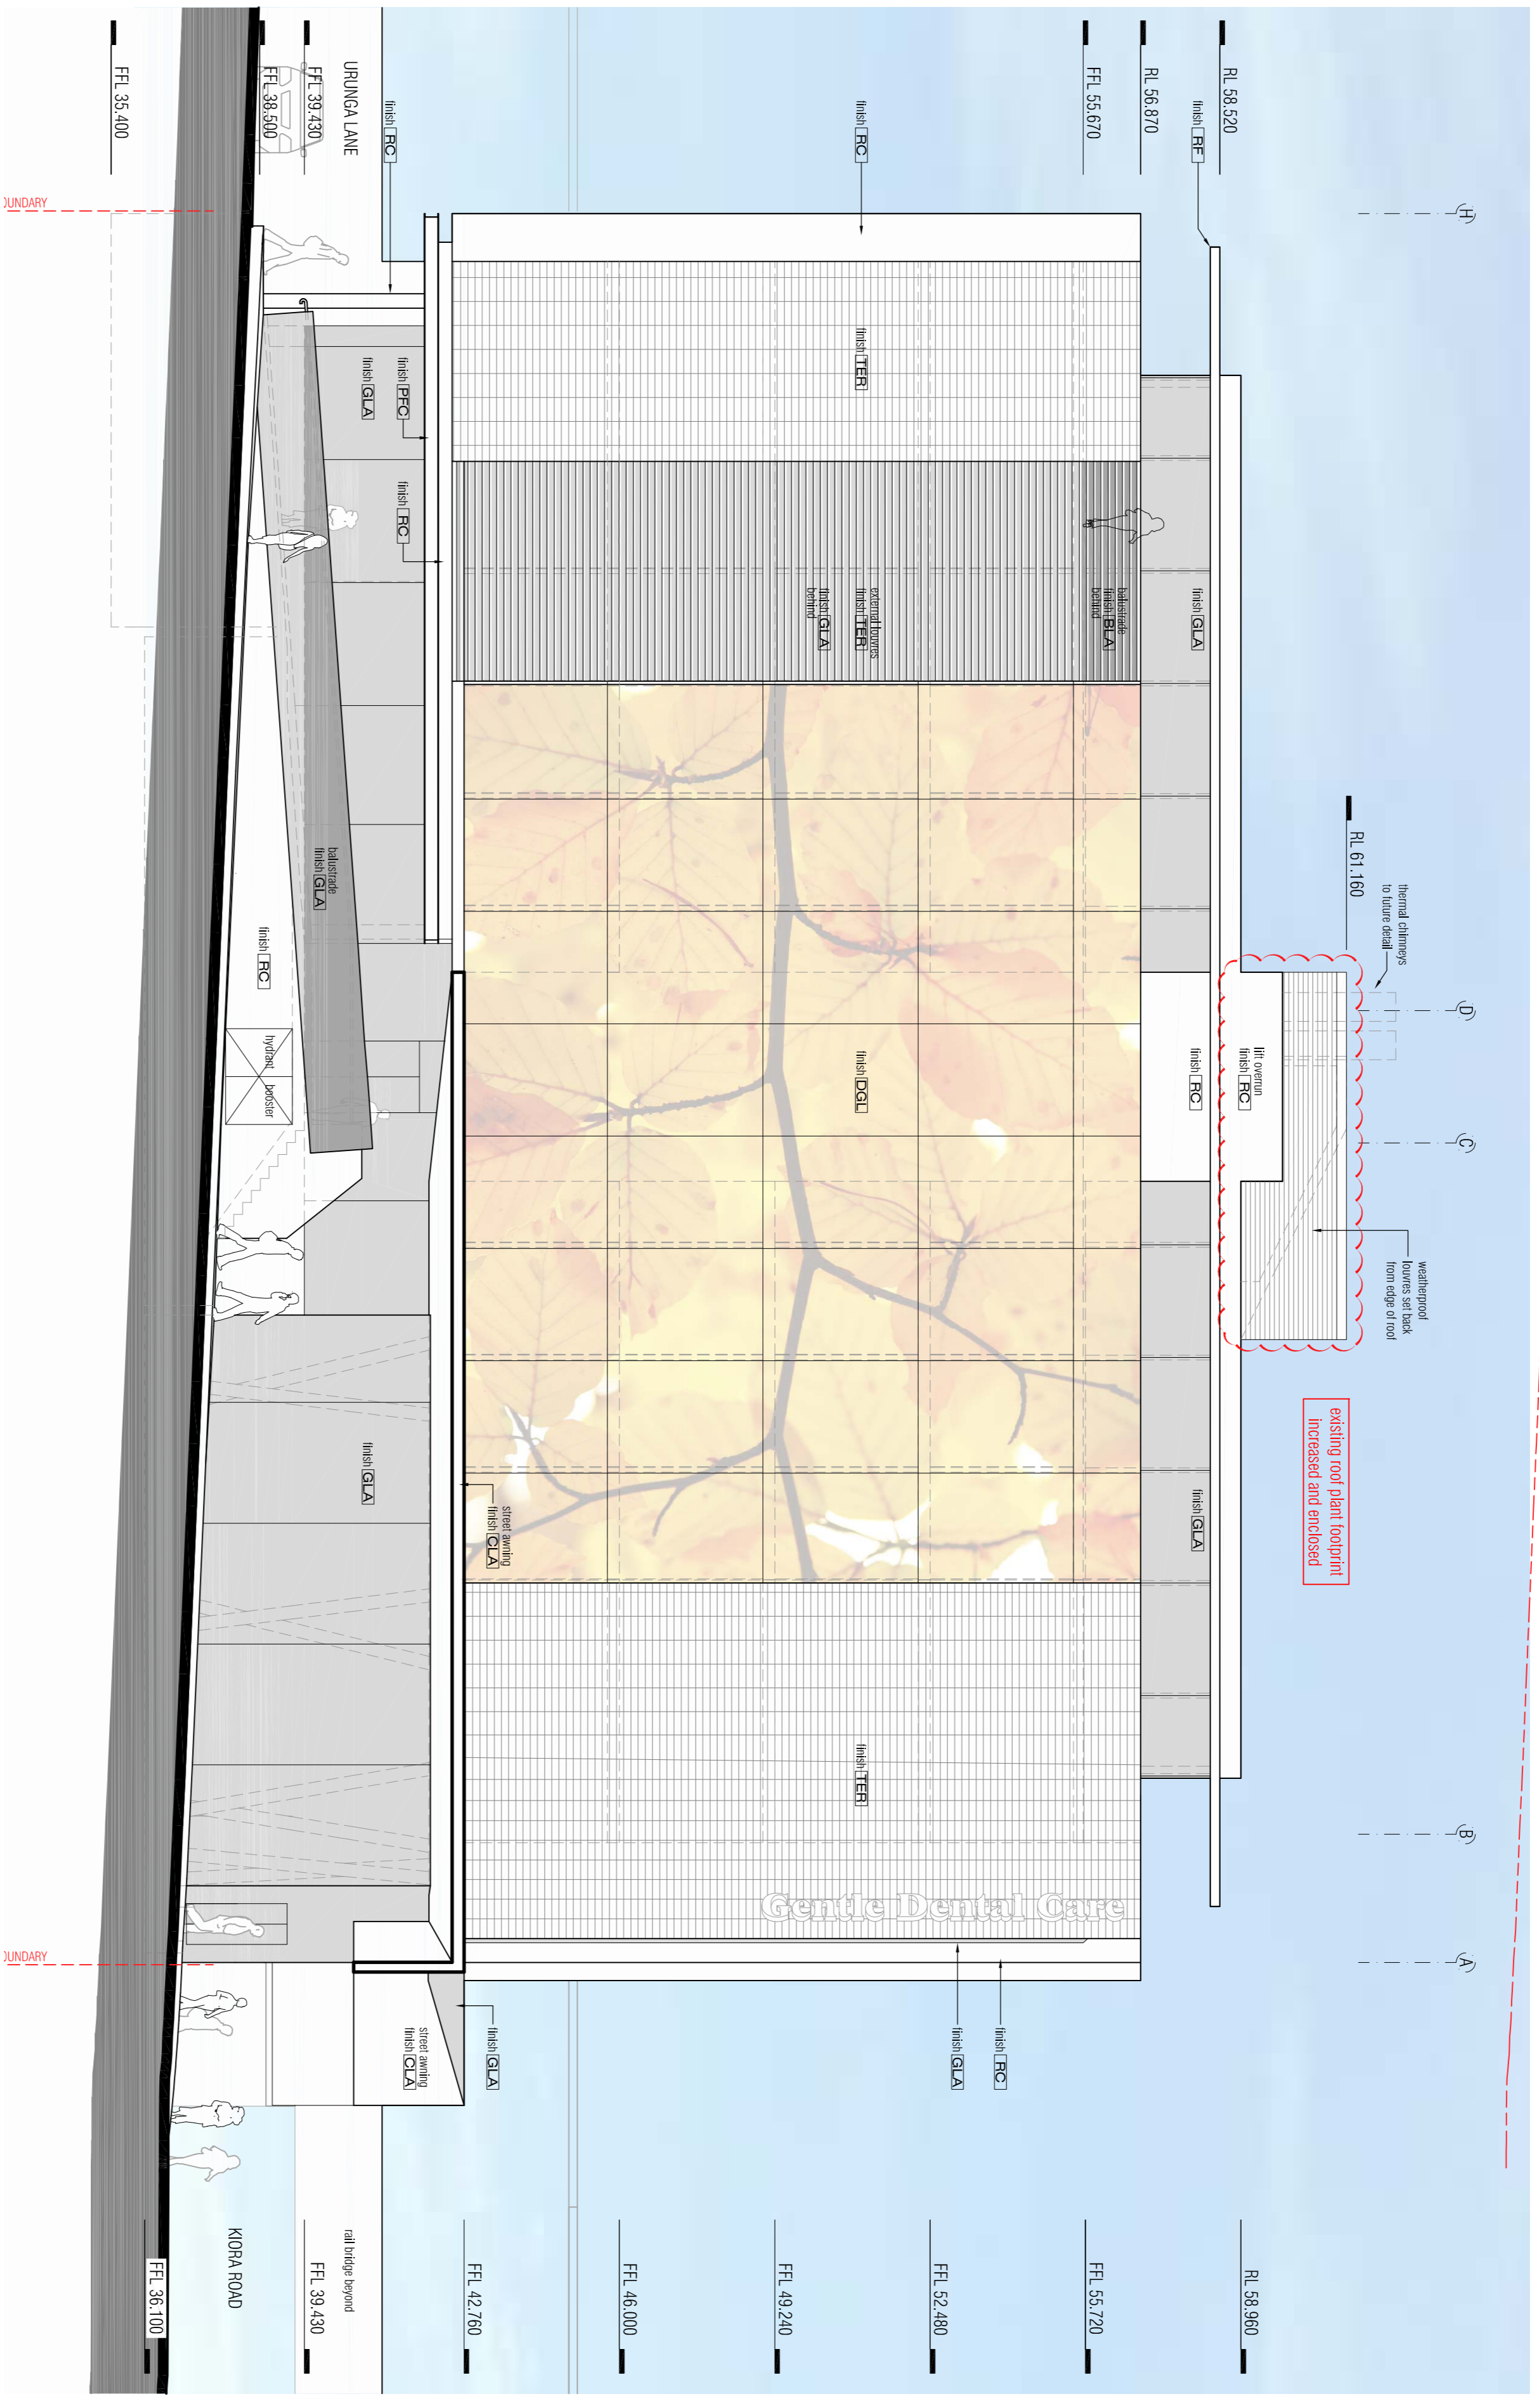 H
D
C
B
A
RL 61.160
thermal chimneys
to future detail
weatherproof
louvres set back
from edge of roof
existing roof plant footprint
increased and enclosed
RL 58.520
RL 56.870
FFL 55.670
FFL 39.430
FFL 38.500
FFL 35.400
URUNGA LANE
finish RF
finish RC
finish RC
lift overrun
finish RC
finish RC
finish GLA
finish GLA
balustrade
finish BLA
behind
finish TER
external louvres
finish TER
finish GLA
behind
finish DGL
finish TER
Gentle Dental Care
finish RC
finish GLA
finish GLA
street awning
finish CLA
street awning
finish CLA
finish RC
finish PFC
finish GLA
finish GLA
balustrade
finish GLA
finish RC
hydrant booster
RL 58.960
FFL 55.720
FFL 52.480
FFL 49.240
FFL 46.000
FFL 42.760
rail bridge beyond
FFL 39.430
KIORA ROAD
FFL 36.100
OUNDARY
OUNDARY